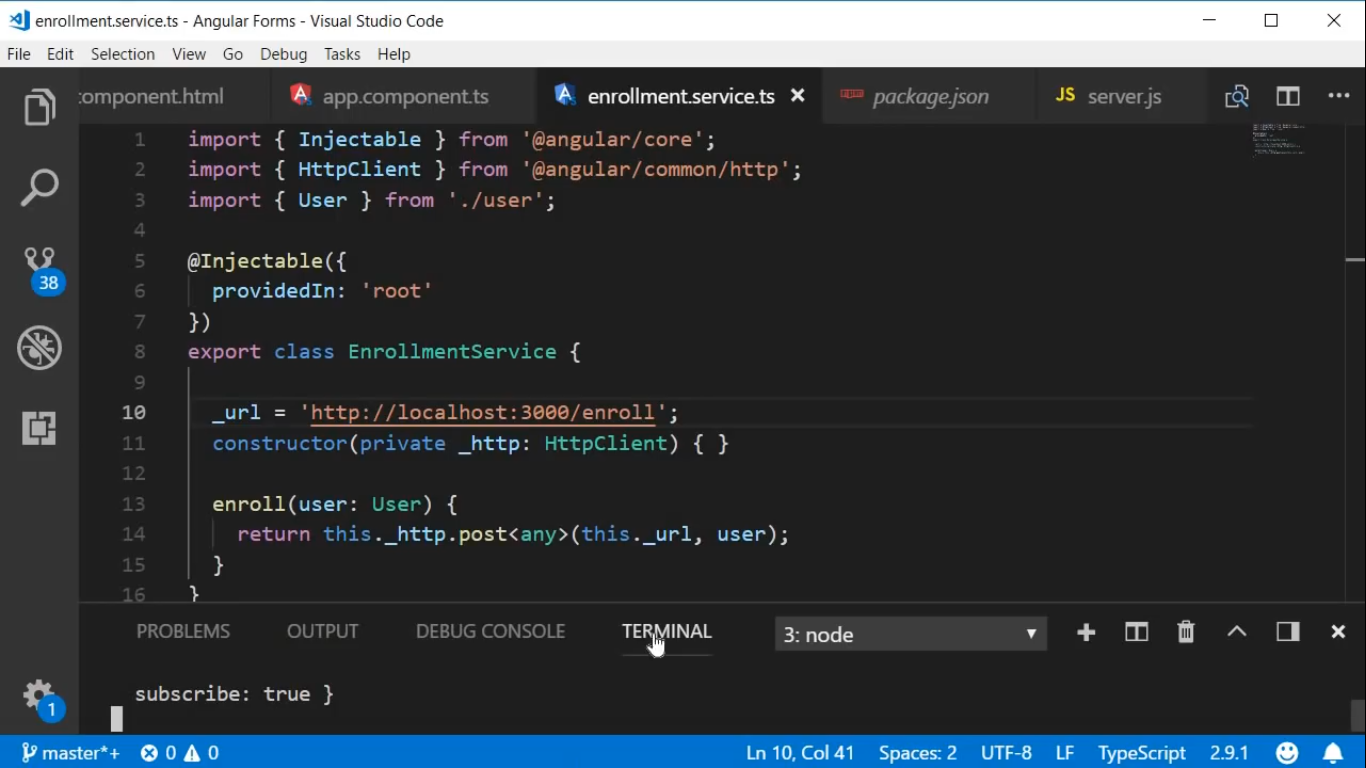 enrollment.service.ts - Angular Forms - Visual Studio Code
File Edit Selection View Go Debug Tasks Help
component.html app.component.ts enrollment.service.ts package.json JS server.js
1 import { Injectable } from '@angular/core';
2 import { HttpClient } from '@angular/common/http';
3 import { User } from './user';
4
5 @Injectable({
6 providedIn: 'root'
7 })
8 export class EnrollmentService {
9
10 _url = 'http://localhost:3000/enroll';
11 constructor(private _http: HttpClient) { }
12
13 enroll(user: User) {
14 return this._http.post<any>(this._url, user);
15 }
16 }
38
PROBLEMS OUTPUT DEBUG CONSOLE TERMINAL 3: node
subscribe: true }
1
master*+ 0 0 Ln 10, Col 41 Spaces: 2 UTF-8 LF TypeScript 2.9.1